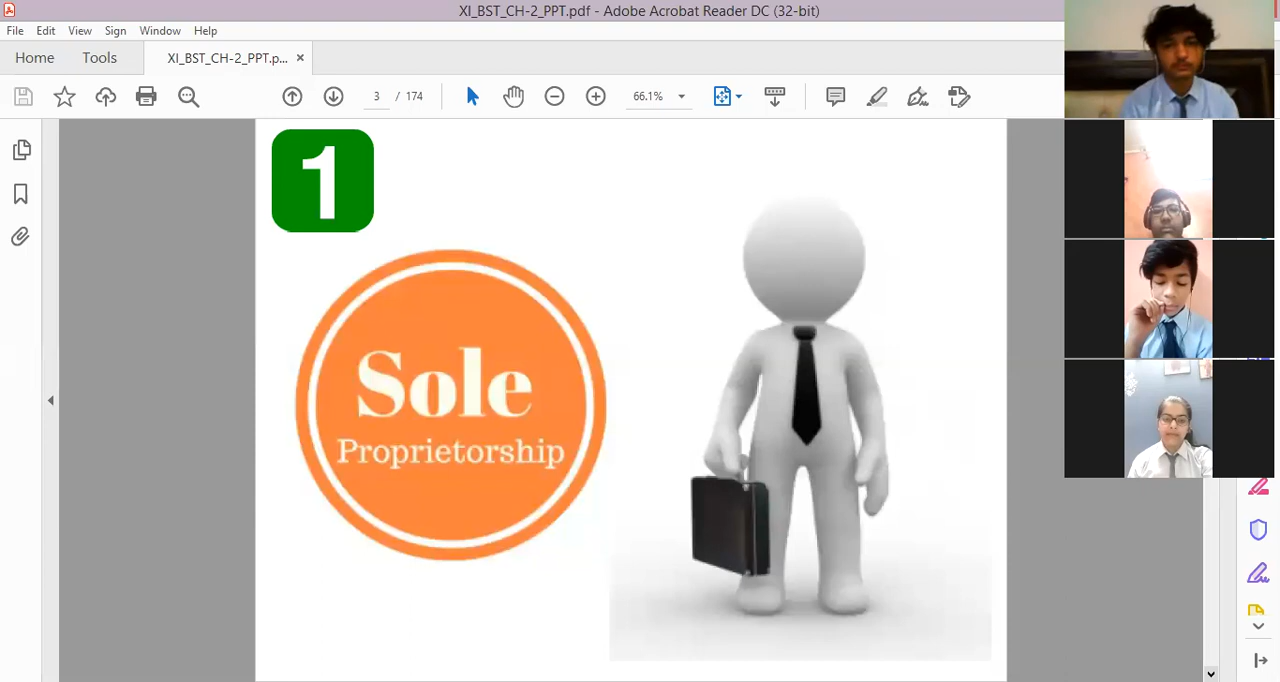 XI_BST_CH-2_PPT.pdf - Adobe Acrobat Reader DC (32-bit)
File Edit View Sign Window Help
Home Tools XI_BST_CH-2_PPT.p... ×
3 / 174 66.1%
1
Sole
Proprietorship